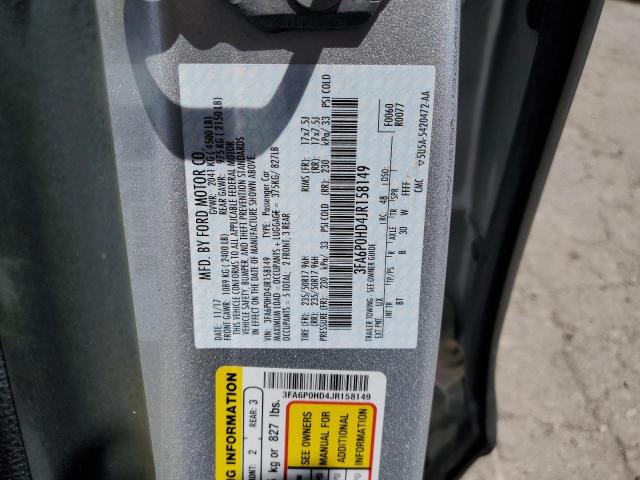 MFD. BY FORD MOTOR CO.
DATE: 11/17 GVWR: 2041 KG ( 4500 LB)
FRONT GAWR: 1089 KG ( 2400 LB) REAR GAWR: 975 KG ( 2150 LB)
THIS VEHICLE CONFORMS TO ALL APPLICABLE FEDERAL MOTOR
VEHICLE SAFETY, BUMPER, AND THEFT PREVENTION STANDARDS
IN EFFECT ON THE DATE OF MANUFACTURE SHOWN ABOVE.
VIN: 3FA6P0HD4JR158149 TYPE: Passenger Car
MAXIMUM LOAD = OCCUPANTS + LUGGAGE = 375KG/ 827LB
OCCUPANTS = 5 TOTAL: 2 FRONT, 3 REAR
TIRE (FR): 235/50R17 96H RIMS (FR): 17x7.5J
(RR): 235/50R17 96H (RR): 17x7.5J
PRESSURE (FR): 230 kPa/ 33 PSI COLD (RR): 230 kPa/ 33 PSI COLD
3FA6P0HD4JR158149
F0060
R0077
TRAILER TOWING - SEE OWNER GUIDE
EXT PNT: UX RC: 48 DSO:
INT TR TP/PS R AXLE TR SPR
BT B 30 W FFFF
CMC ▽5U5A-5420472-AA
3FA6P0HD4JR158149
NG INFORMATION
FRONT: 2 REAR: 3
5 kg or 827 lbs.
SEE OWNERS
MANUAL FOR
ADDITIONAL
INFORMATION